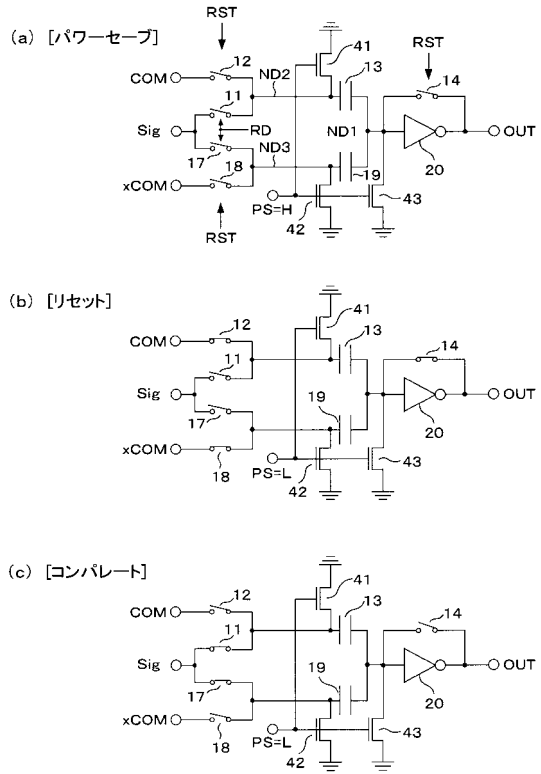 (a) [パワーセーブ]
RST
RST
COM
12
ND2
41
13
14
11
Sig
RD
ND1
OUT
17
ND3
20
18
19
xCOM
PS=H
42
43
RST
(b) [リセット]
12
41
13
14
COM
11
Sig
OUT
19
20
17
xCOM
18
PS=L
42
43
(c) [コンパレート]
12
41
13
14
COM
11
Sig
OUT
19
20
17
xCOM
18
PS=L
42
43